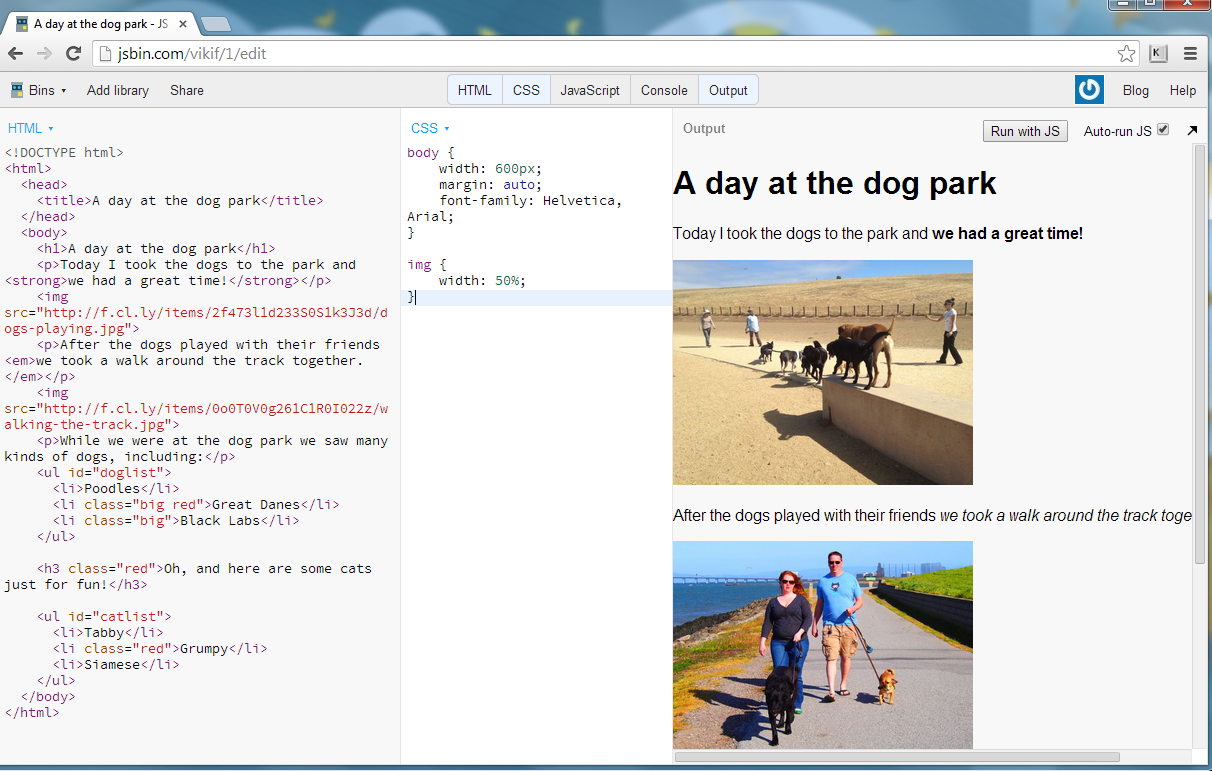 A day at the dog park - JS
jsbin.com/vikif/1/edit
K
Bins
Add library
Share
HTML
CSS
JavaScript
Console
Output
Blog
Help
HTML
<!DOCTYPE html>
<html>
  <head>
    <title>A day at the dog park</title>
  </head>
  <body>
    <h1>A day at the dog park</h1>
    <p>Today I took the dogs to the park and
<strong>we had a great time!</strong></p>
    <img
src="http://f.cl.ly/items/2f473l1d233S0S1k3J3d/d
ogs-playing.jpg">
    <p>After the dogs played with their friends
<em>we took a walk around the track together.
</em></p>
    <img
src="http://f.cl.ly/items/0o0T0V0g261C1R0I022z/w
alking-the-track.jpg">
    <p>While we were at the dog park we saw many
kinds of dogs, including:</p>
    <ul id="doglist">
      <li>Poodles</li>
      <li class="big red">Great Danes</li>
      <li class="big">Black Labs</li>
    </ul>
    <h3 class="red">Oh, and here are some cats
just for fun!</h3>
    <ul id="catlist">
      <li>Tabby</li>
      <li class="red">Grumpy</li>
      <li>Siamese</li>
    </ul>
  </body>
</html>
CSS
body {
    width: 600px;
    margin: auto;
    font-family: Helvetica,
Arial;
}
img {
    width: 50%;
}
Output
Run with JS
Auto-run JS
A day at the dog park
Today I took the dogs to the park and we had a great time!
After the dogs played with their friends we took a walk around the track toge